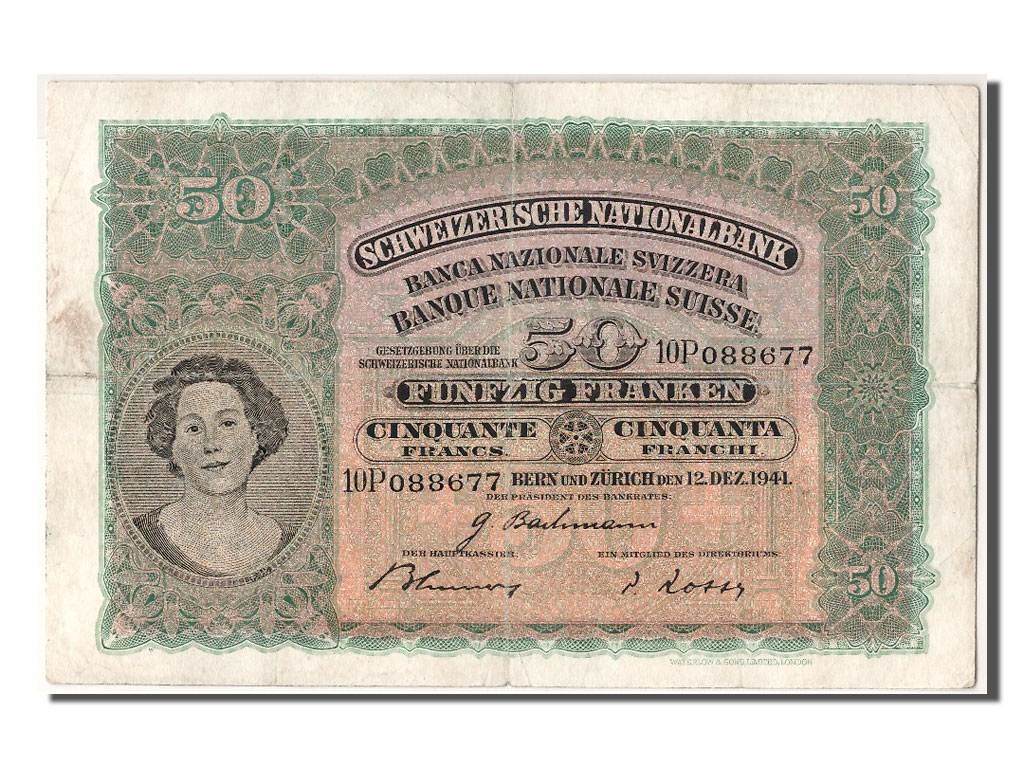 50
50
SCHWEIZERISCHE NATIONALBANK
BANCA NAZIONALE SVIZZERA
BANQUE NATIONALE SUISSE.
GESETZGEBUNG ÜBER DIE
SCHWEIZERISCHE NATIONALBANK
50
10P088677
FÜNFZIG FRANKEN
CINQUANTE
FRANCS.
CINQUANTA
FRANCHI.
10P088677 BERN UND ZÜRICH DEN 12. DEZ. 1941.
DER PRÄSIDENT DES BANKRATES:
G. Bachmann
DER HAUPTKASSIER:
EIN MITGLIED DES DIREKTORIUMS:
P. Rossy
50
WATERLOW & SONS, LIMITED, LONDON